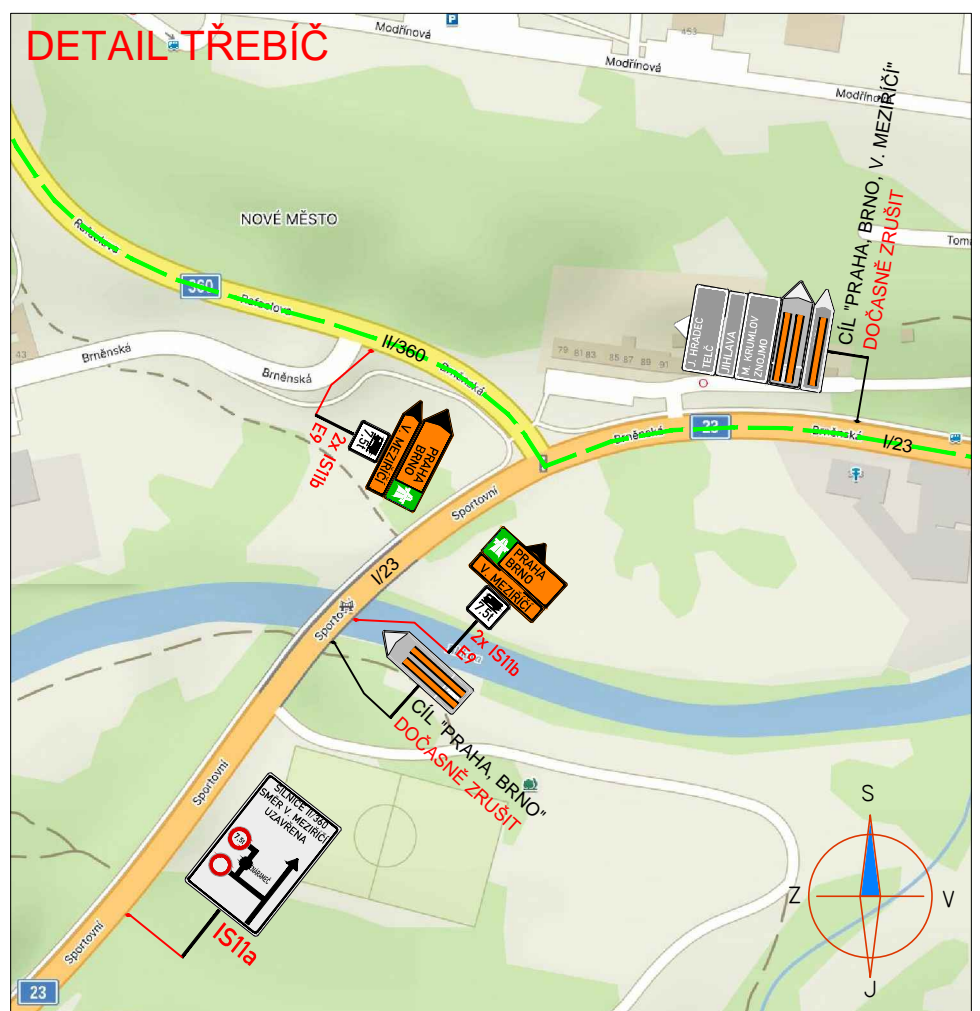 DETAIL TŘEBÍČ
P
Modřínová
453
Modřínová
Modřínová
NOVÉ MĚSTO
Rafaelova
360
Rafaelova
II/360
Brněnská
43
Brněnská
Brněnská
CÍL "PRAHA, BRNO, V. MEZIŘÍČÍ"
DOČASNĚ ZRUŠIT
Tom
J. HRADEC
TELČ
JIHLAVA
M. KRUMLOV
ZNOJMO
79 81 83 85 87 89 91
Brněnská
23
Brněnská
I/23
7.5t
V. MEZIŘÍČÍ
PRAHA
BRNO
2x IS11b
E9
Sportovní
I/23
Sportovní
PRAHA
BRNO
V. MEZIŘÍČÍ
7.5t
2x IS11b
E9
CÍL "PRAHA, BRNO"
DOČASNĚ ZRUŠIT
Sportovní
SILNICE II/360
SMĚR V. MEZIŘÍČÍ
UZAVŘENA
7.5t
IS11a
Sportovní
23
S
Z
V
J